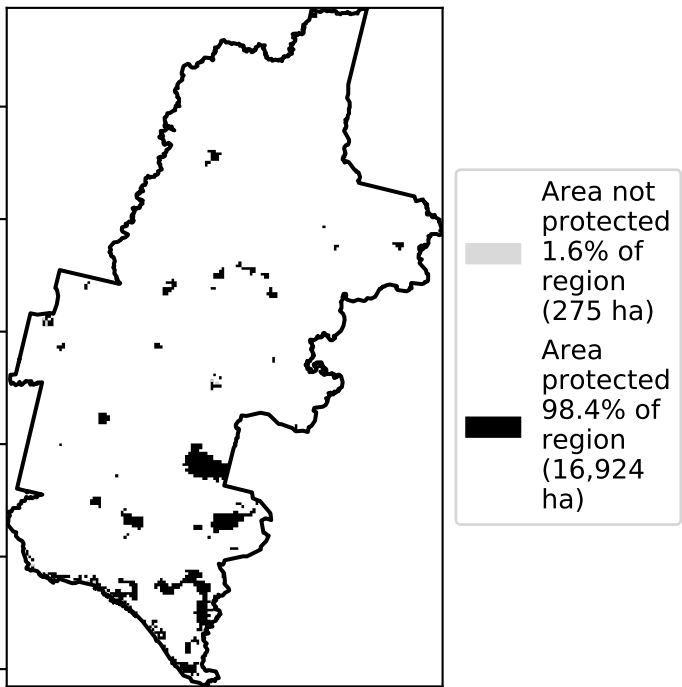 Area not
protected
1.6% of
region
(275 ha)
Area
protected
98.4% of
region
(16,924
ha)